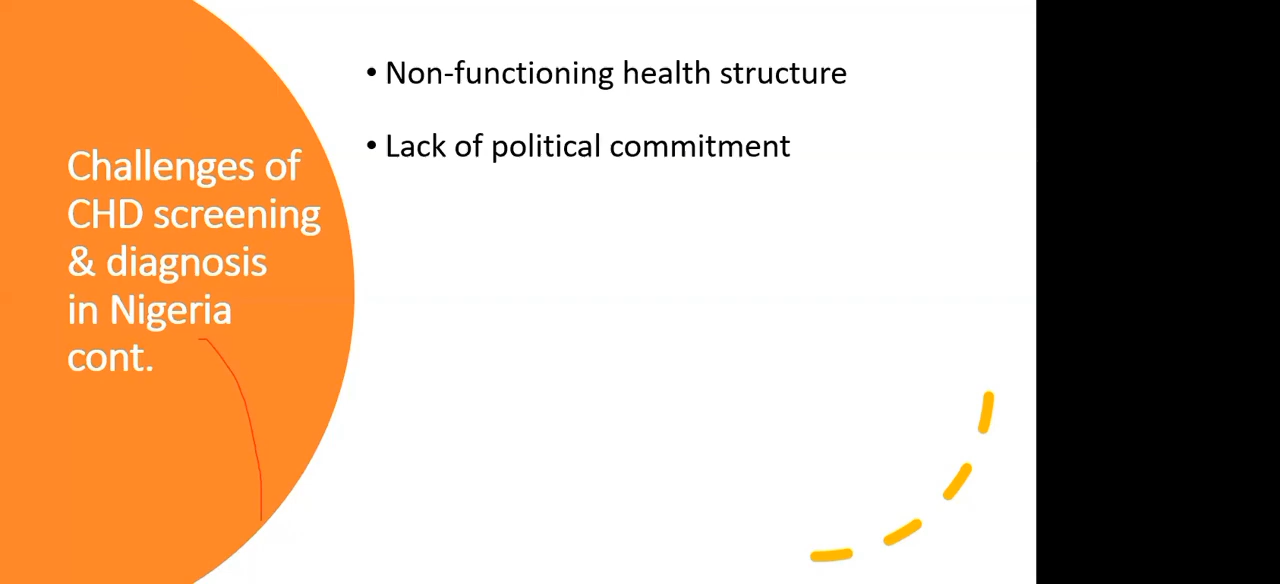 Challenges of
CHD screening
& diagnosis
in Nigeria
cont.
• Non-functioning health structure
• Lack of political commitment